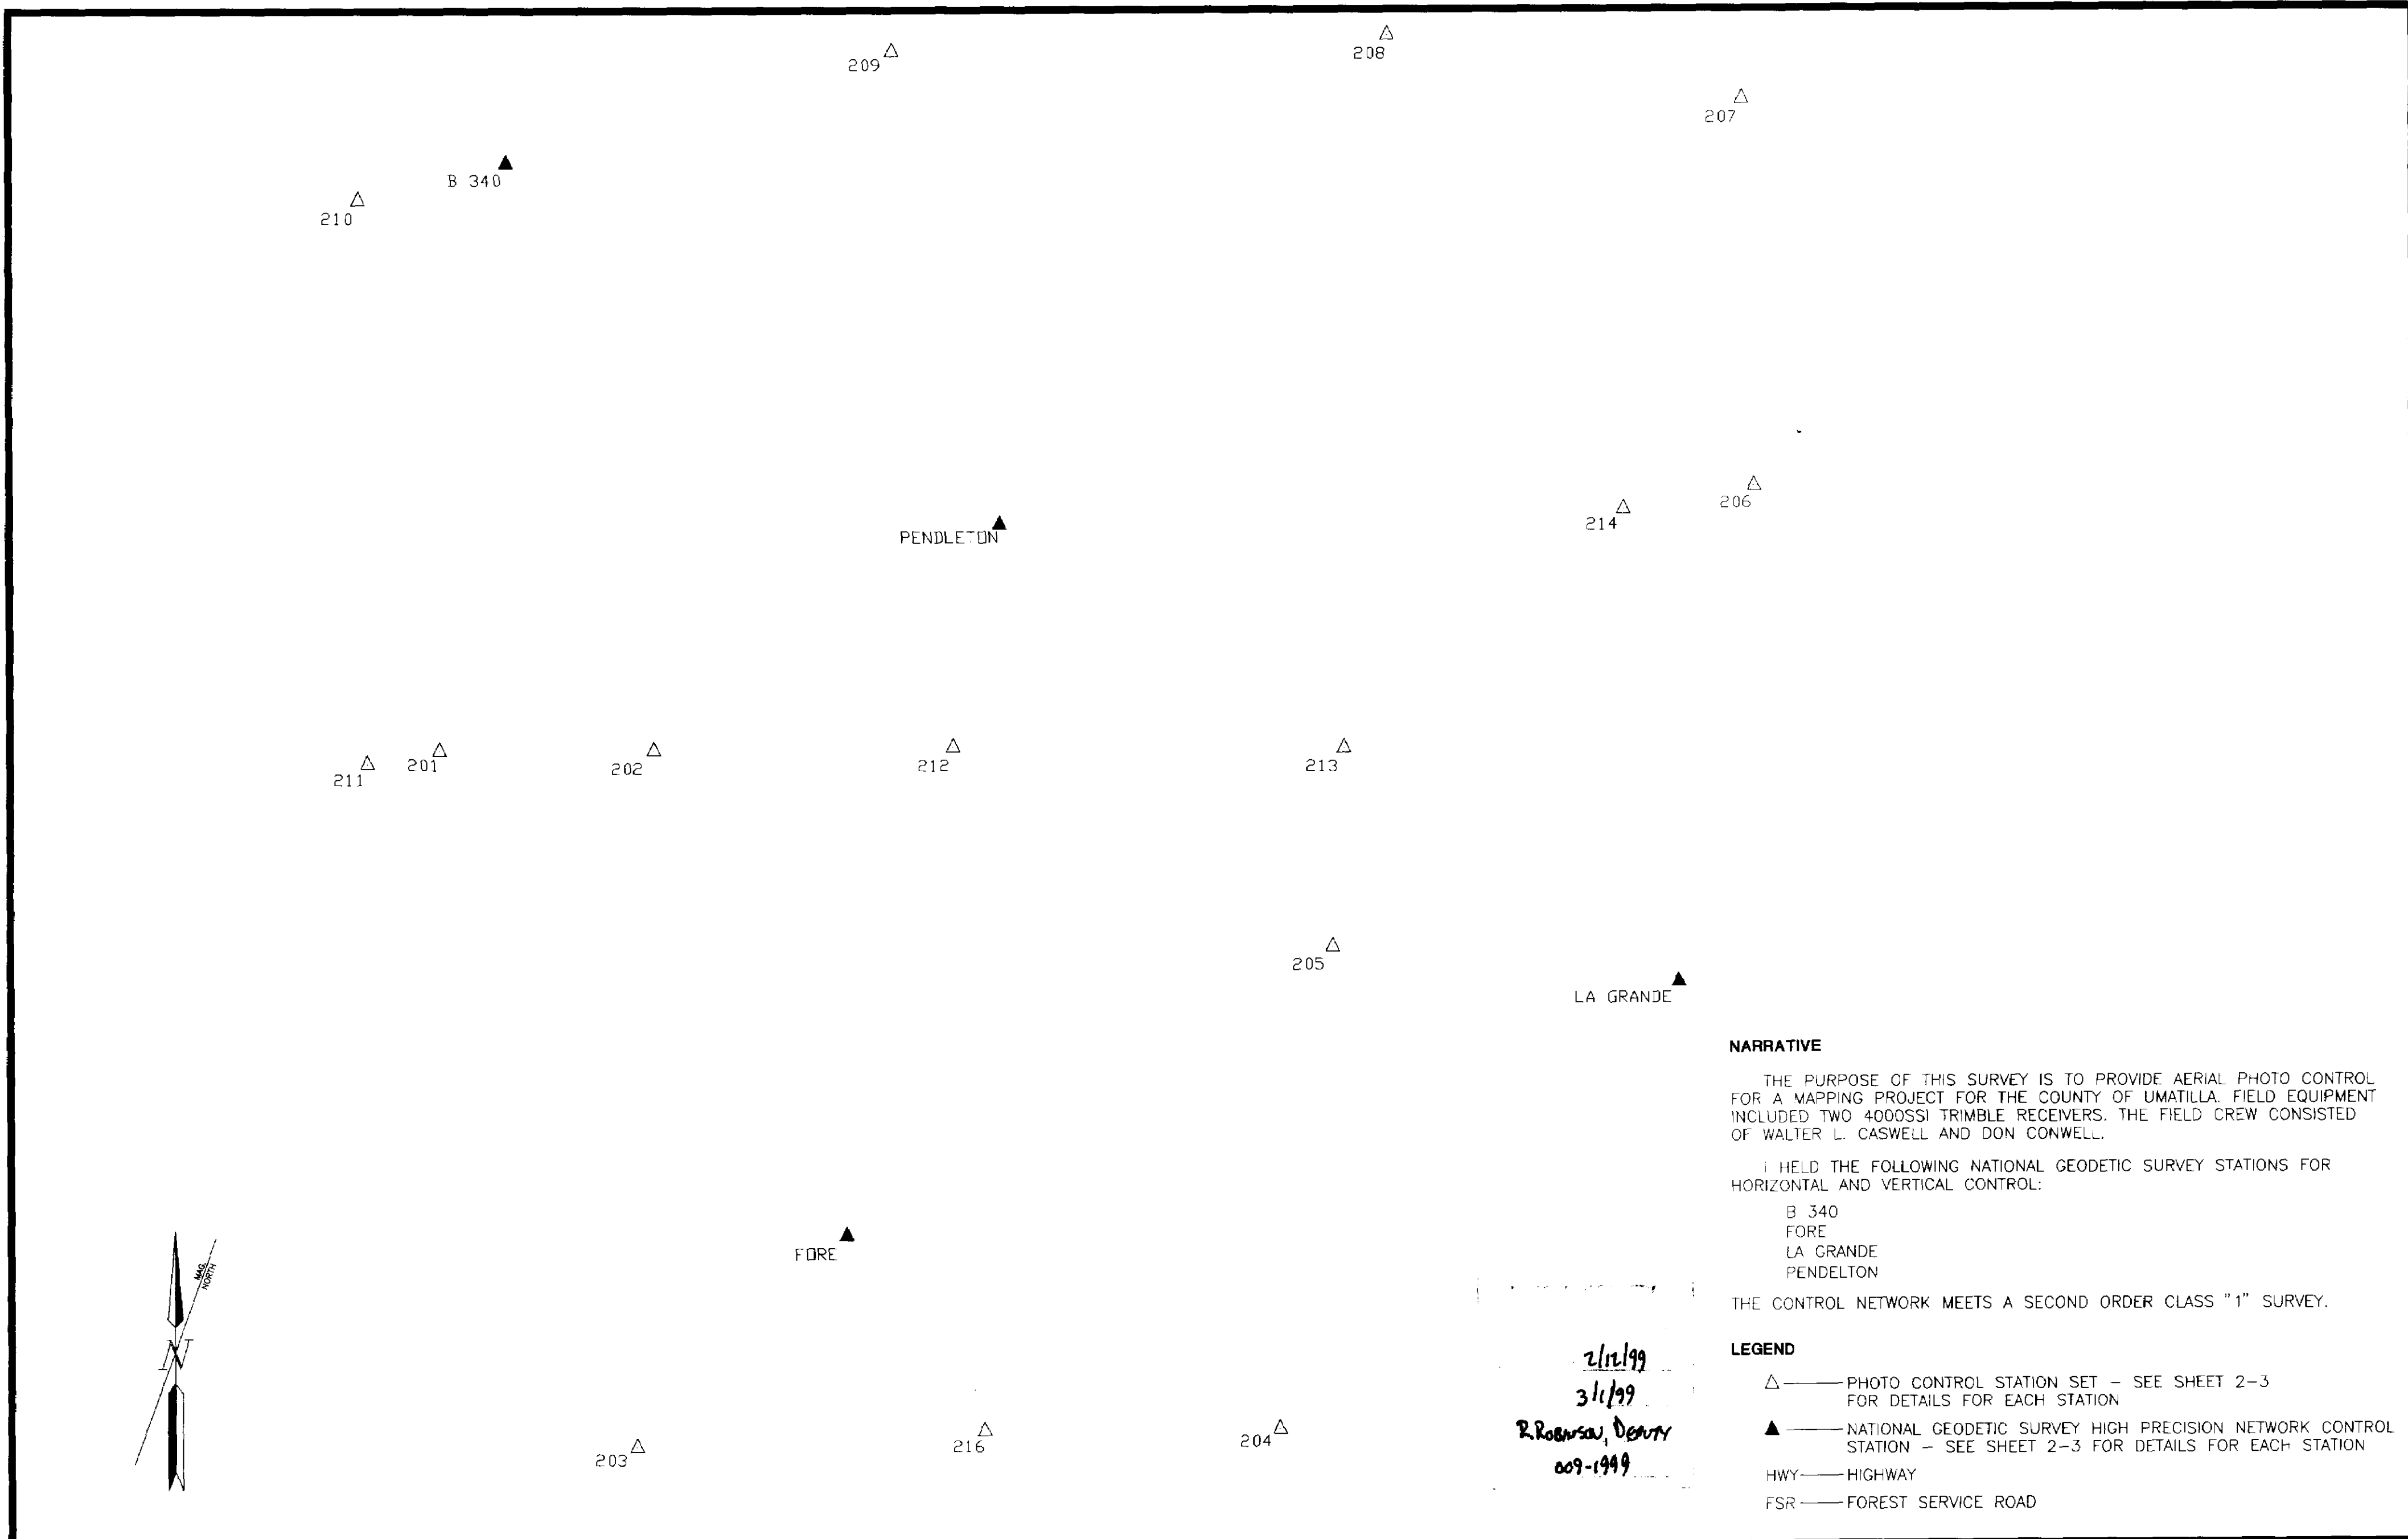 209
208
207
B 340
210
PENDLETON
214
206
211
201
202
212
213
205
LA GRANDE
NARRATIVE
THE PURPOSE OF THIS SURVEY IS TO PROVIDE AERIAL PHOTO CONTROL
FOR A MAPPING PROJECT FOR THE COUNTY OF UMATILLA. FIELD EQUIPMENT
INCLUDED TWO 4000SSI TRIMBLE RECEIVERS. THE FIELD CREW CONSISTED
OF WALTER L. CASWELL AND DON CONWELL.
I HELD THE FOLLOWING NATIONAL GEODETIC SURVEY STATIONS FOR
HORIZONTAL AND VERTICAL CONTROL:
B 340
FORE
LA GRANDE
PENDELTON
THE CONTROL NETWORK MEETS A SECOND ORDER CLASS "1" SURVEY.
FORE
MAG.
NORTH
N
203
216
204
2/12/99
3/1/99
R. ROBINSON, DEPUTY
009-1999
LEGEND
△ PHOTO CONTROL STATION SET - SEE SHEET 2-3
FOR DETAILS FOR EACH STATION
▲ NATIONAL GEODETIC SURVEY HIGH PRECISION NETWORK CONTROL
STATION - SEE SHEET 2-3 FOR DETAILS FOR EACH STATION
HWY HIGHWAY
FSR FOREST SERVICE ROAD